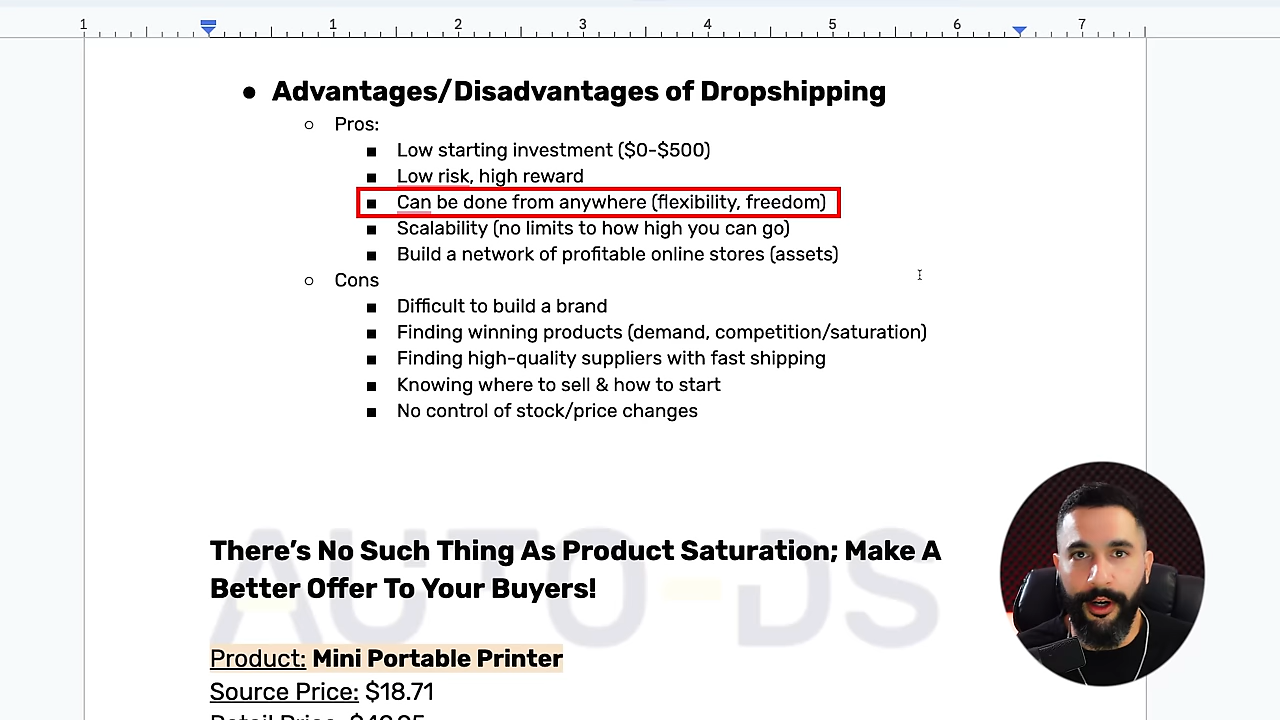 1 1 2 3 4 5 6 7
Advantages/Disadvantages of Dropshipping
Pros:
Low starting investment ($0-$500)
Low risk, high reward
Can be done from anywhere (flexibility, freedom)
Scalability (no limits to how high you can go)
Build a network of profitable online stores (assets)
Cons
Difficult to build a brand
Finding winning products (demand, competition/saturation)
Finding high-quality suppliers with fast shipping
Knowing where to sell & how to start
No control of stock/price changes
AUTO-DS
There’s No Such Thing As Product Saturation; Make A
Better Offer To Your Buyers!
Product: Mini Portable Printer
Source Price: $18.71
Retail Price: